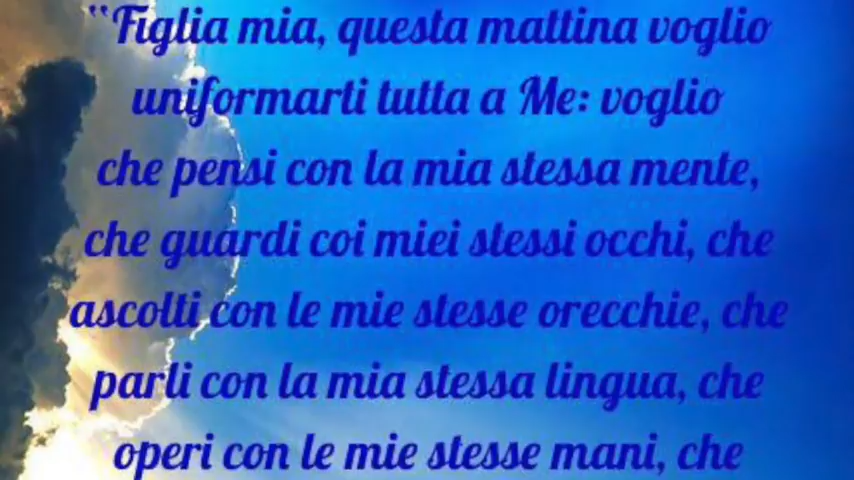 “Figlia mia, questa mattina voglio
uniformarti tutta a Me: voglio
che pensi con la mia stessa mente,
che guardi coi miei stessi occhi, che
ascolti con le mie stesse orecchie, che
parli con la mia stessa lingua, che
operi con le mie stesse mani, che